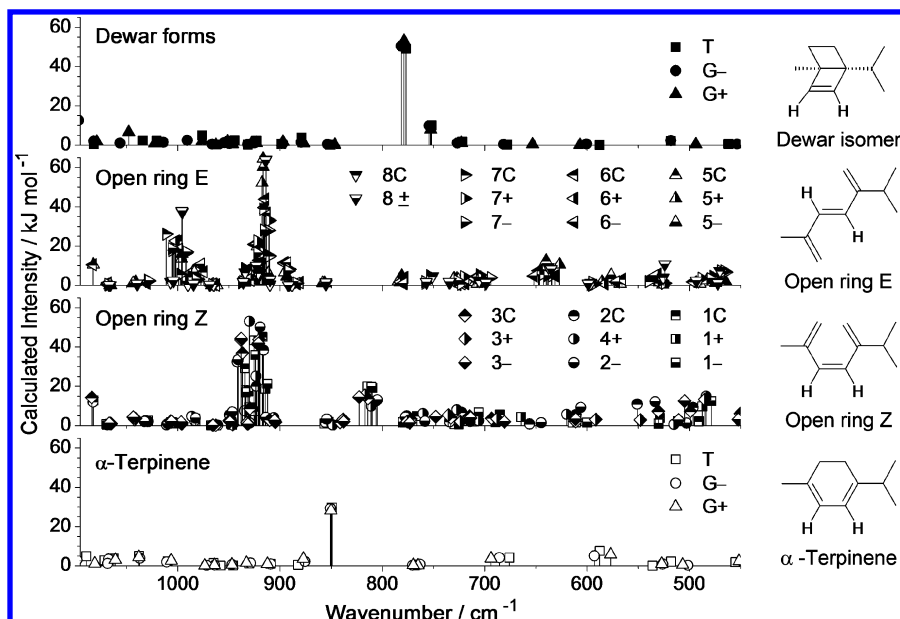 Calculated Intensity / kJ mol⁻¹
60
40
20
0
Dewar forms
T
G–
G+
H
H
Dewar isomer
60
40
20
0
Open ring E
8C
8 ±
7C
7+
7–
6C
6+
6–
5C
5+
5–
H
H
Open ring E
60
40
20
0
Open ring Z
3C
3+
3–
2C
4+
2–
1C
1+
1–
H
H
Open ring Z
60
40
20
0
α-Terpinene
T
G–
G+
H
H
α -Terpinene
1000
900
800
700
600
500
Wavenumber / cm⁻¹